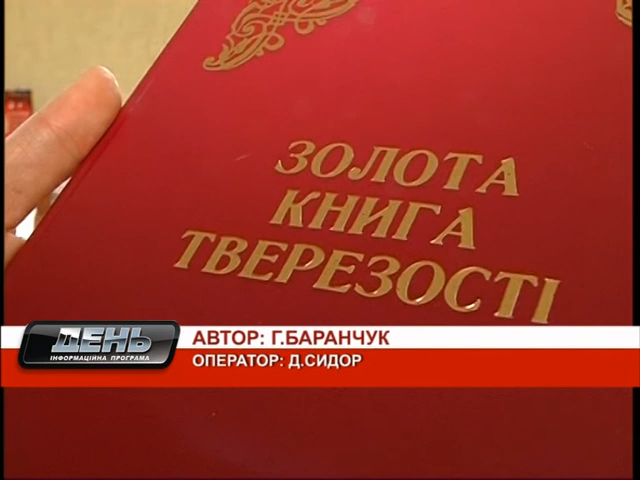 ЗОЛОТА
КНИГА
ТВЕРЕЗОСТІ
ДЕНЬ
ІНФОРМАЦІЙНА ПРОГРАМА
АВТОР: Г.БАРАНЧУК
ОПЕРАТОР: Д.СИДОР